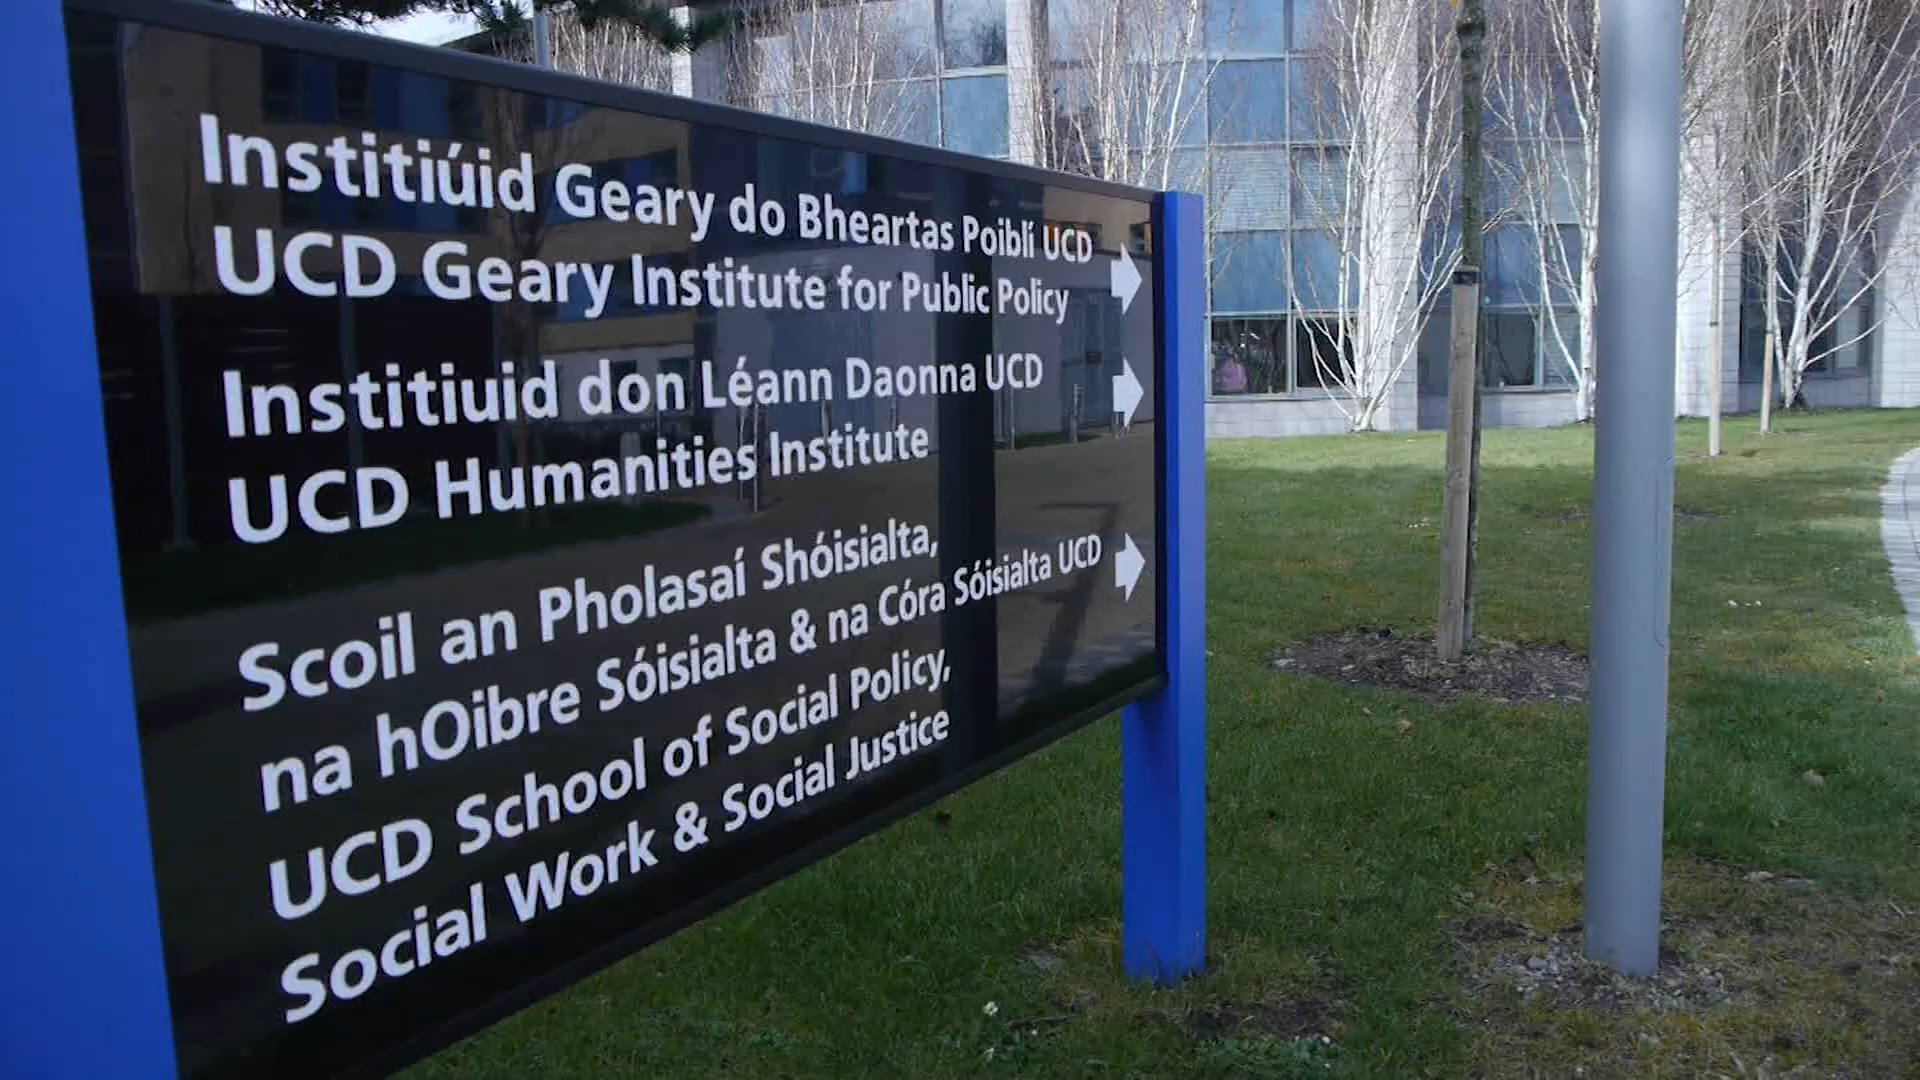 Institiúid Geary do Bheartas Poiblí UCD
UCD Geary Institute for Public Policy
Institiuid don Léann Daonna UCD
UCD Humanities Institute
Scoil an Pholasaí Shóisialta,
na hOibre Sóisialta & na Córa Sóisialta UCD
UCD School of Social Policy,
Social Work & Social Justice